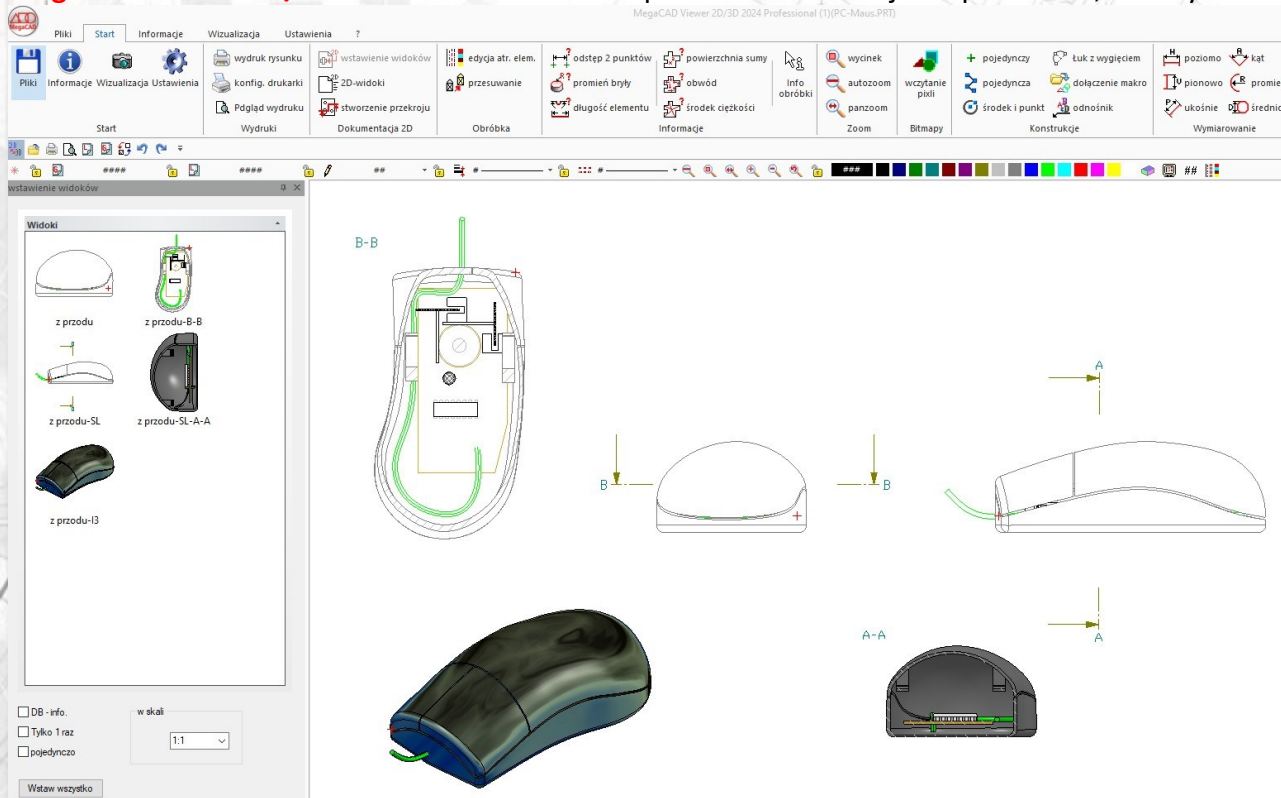 MegaCAD Viewer 2D/3D 2024 Professional (1)(PC-Maus.PRT)
MegaCAD
Pliki Start Informacje Wizualizacja Ustawienia ?
Pliki Informacje Wizualizacja Ustawienia
Start
wydruk rysunku
konfig. drukarki
Pdgląd wydruku
Wydruki
wstawienie widoków
2D-widoki
stworzenie przekroju
Dokumentacja 2D
edycja atr. elem.
przesuwanie
Obróbka
odstęp 2 punktów
promień bryły
długość elementu
powierzchnia sumy
obwód
środek ciężkości
Info obróbki
Informacje
wycinek
autozoom
panzoom
Zoom
wczytanie pixli
Bitmapy
pojedynczy
pojedyncza
środek i punkt
Łuk z wygięciem
dołączenie makro
odnośnik
Konstrukcje
poziomo
pionowo
ukośnie
kąt
promie
średnic
Wymiarowanie
#### #### ## # # ### ##
wstawienie widoków
Widoki
z przodu
z przodu-B-B
z przodu-SL
z przodu-SL-A-A
z przodu-I3
DB - info.
Tylko 1 raz
pojedynczo
w skali
1:1
Wstaw wszystko
B-B
B B
A
A
A-A